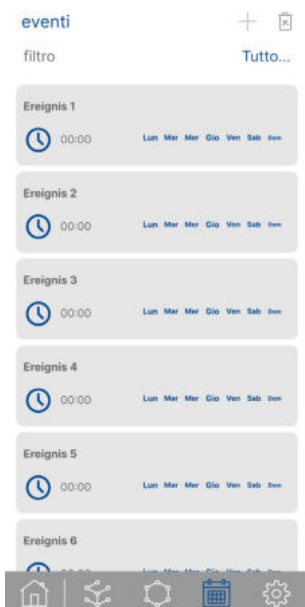 eventi
filtro Tutto...
Ereignis 1
00:00 Lun Mar Mer Gio Ven Sab Dom
Ereignis 2
00:00 Lun Mar Mer Gio Ven Sab Dom
Ereignis 3
00:00 Lun Mar Mer Gio Ven Sab Dom
Ereignis 4
00:00 Lun Mar Mer Gio Ven Sab Dom
Ereignis 5
00:00 Lun Mar Mer Gio Ven Sab Dom
Ereignis 6